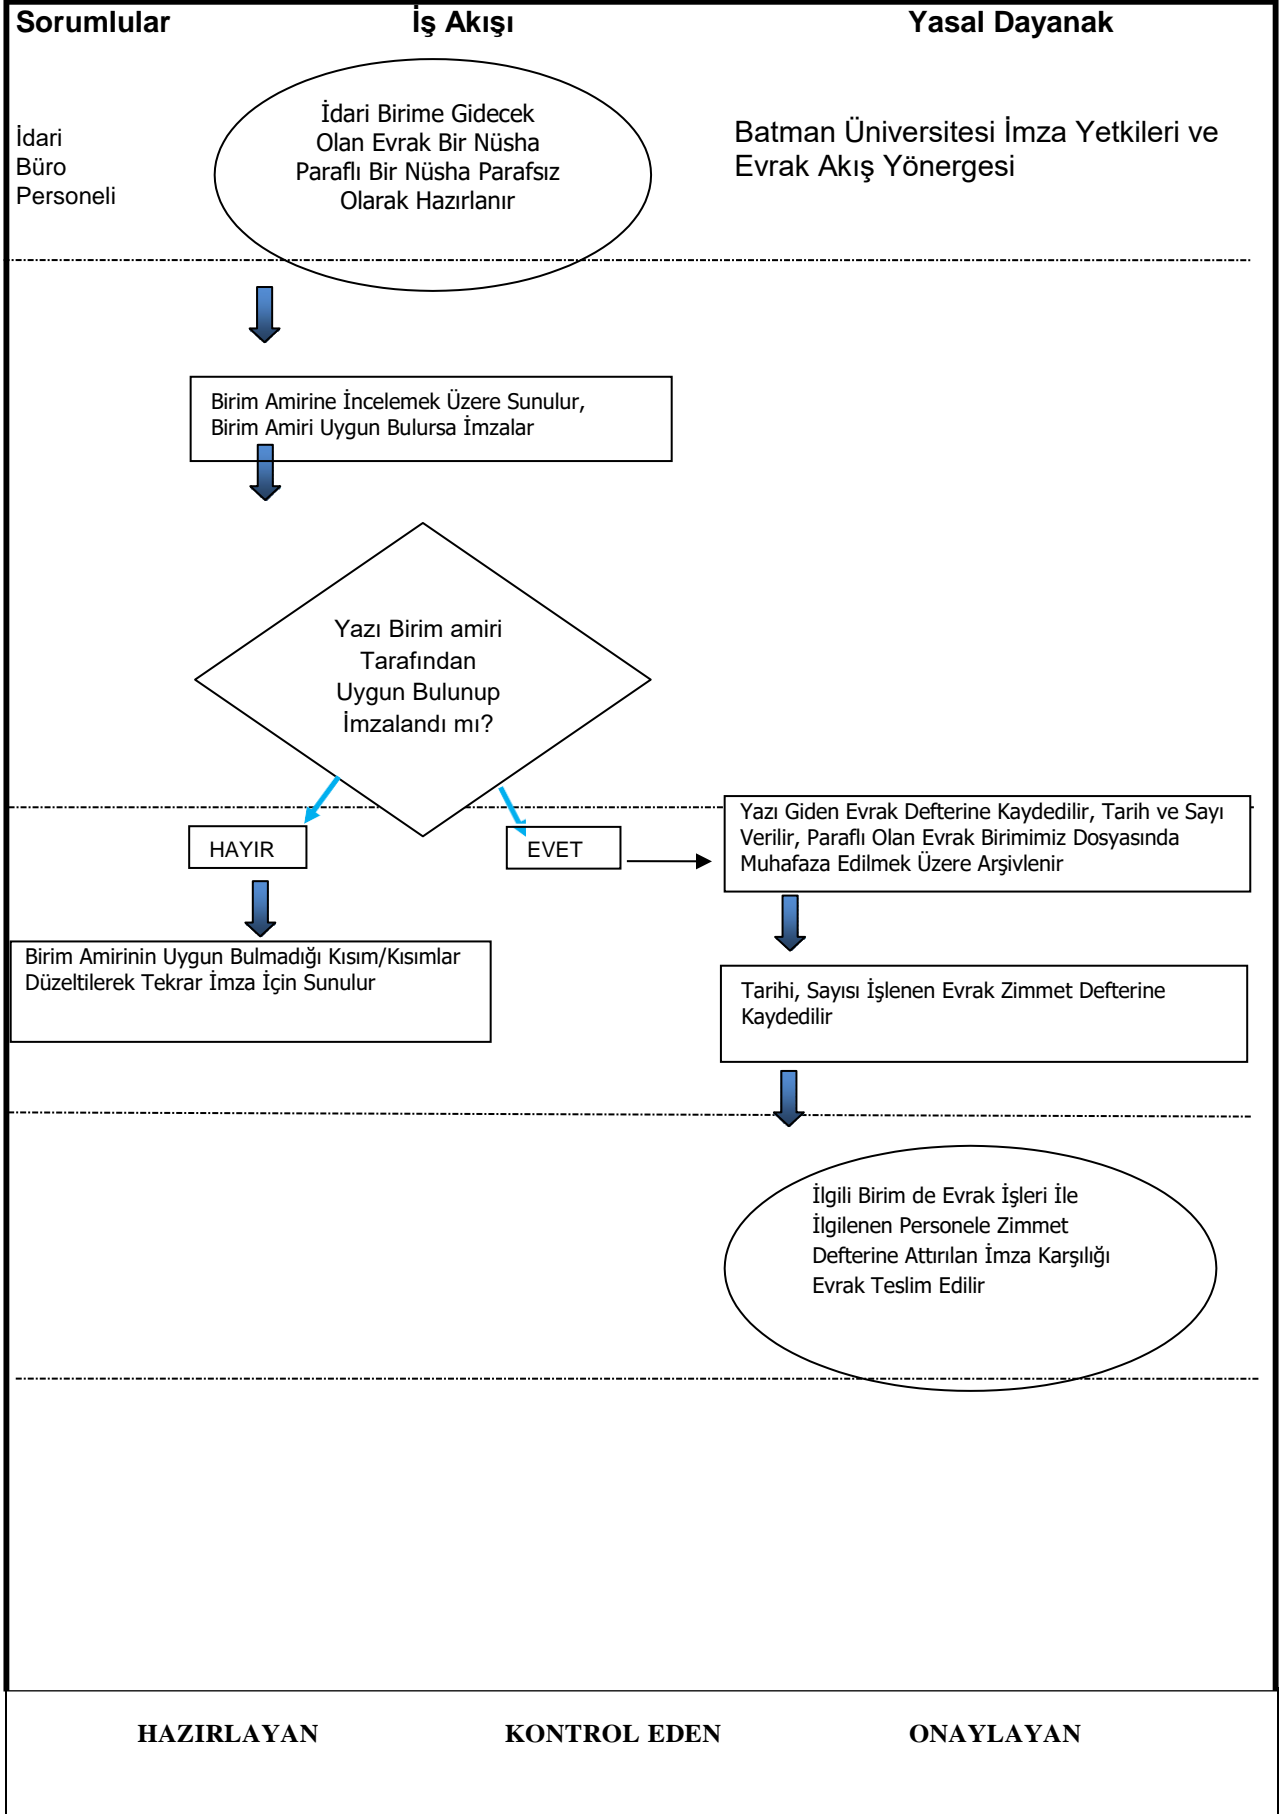 Sorumlular İş Akışı Yasal Dayanak
İdari
Büro
Personeli
İdari Birime Gidecek
Olan Evrak Bir Nüsha
Paraflı Bir Nüsha Parafsız
Olarak Hazırlanır
Batman Üniversitesi İmza Yetkileri ve
Evrak Akış Yönergesi
Birim Amirine İncelemek Üzere Sunulur,
Birim Amiri Uygun Bulursa İmzalar
Yazı Birim amiri
Tarafından
Uygun Bulunup
İmzalandı mı?
HAYIR
EVET
Yazı Giden Evrak Defterine Kaydedilir, Tarih ve Sayı
Verilir, Paraflı Olan Evrak Birimimiz Dosyasında
Muhafaza Edilmek Üzere Arşivlenir
Birim Amirinin Uygun Bulmadığı Kısım/Kısımlar
Düzeltilerek Tekrar İmza İçin Sunulur
Tarihi, Sayısı İşlenen Evrak Zimmet Defterine
Kaydedilir
İlgili Birim de Evrak İşleri İle
İlgilenen Personele Zimmet
Defterine Attırılan İmza Karşılığı
Evrak Teslim Edilir
HAZIRLAYAN KONTROL EDEN ONAYLAYAN